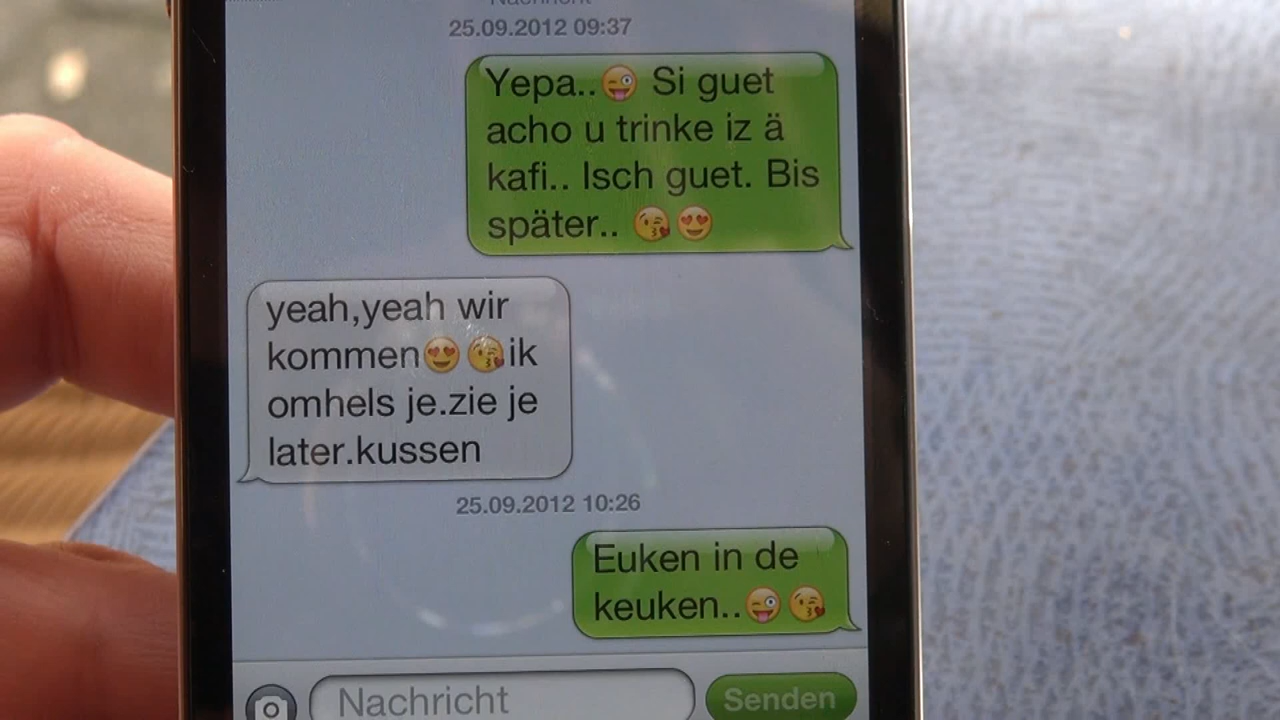 25.09.2012 09:37
Yepa..😜 Si guet
acho u trinke iz ä
kafi.. Isch guet. Bis
später.. 😘😍
yeah,yeah wir
kommen😍😘ik
omhels je.zie je
later.kussen
25.09.2012 10:26
Euken in de
keuken..😜😘
Nachricht
Senden